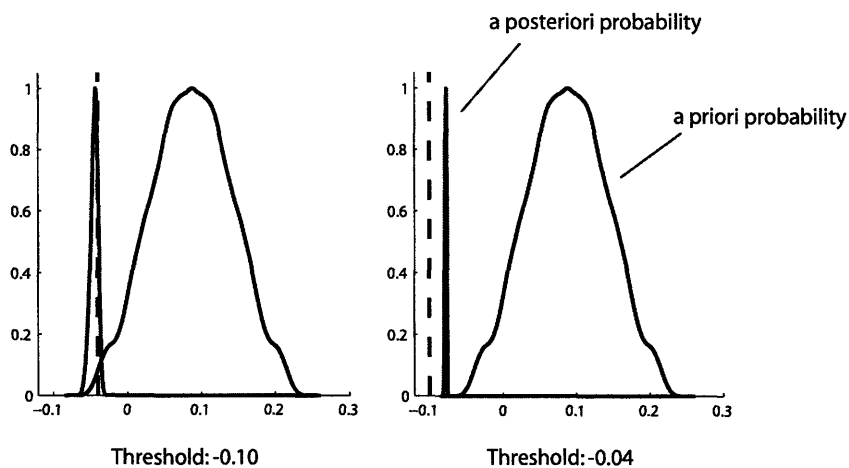 a posteriori probability
a priori probability
1
0.8
0.6
0.4
0.2
0
-0.1 0 0.1 0.2 0.3
Threshold: -0.10
1
0.8
0.6
0.4
0.2
0
-0.1 0 0.1 0.2 0.3
Threshold: -0.04